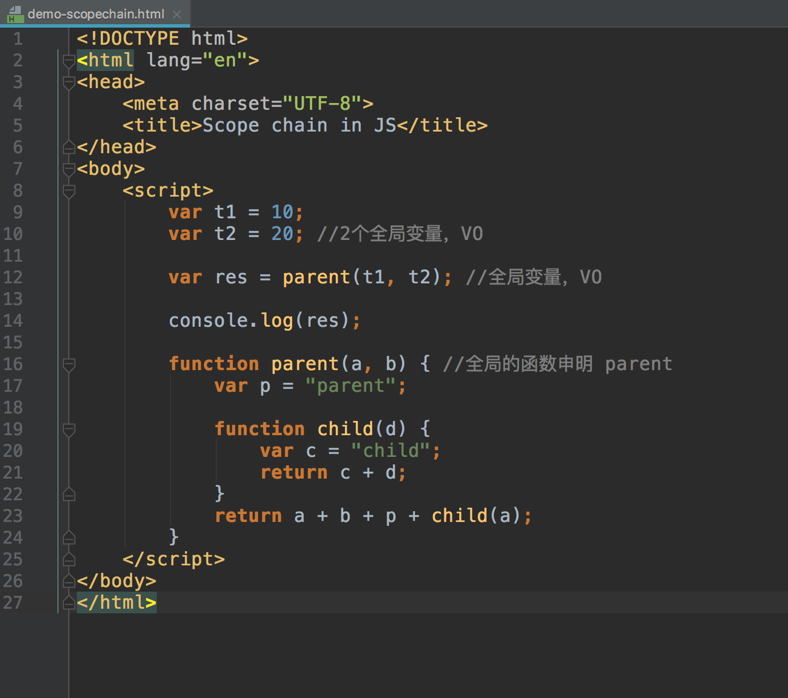 demo-scopechain.html
1 <!DOCTYPE html>
2 <html lang="en">
3 <head>
4     <meta charset="UTF-8">
5     <title>Scope chain in JS</title>
6 </head>
7 <body>
8     <script>
9         var t1 = 10;
10         var t2 = 20; //2个全局变量，VO
11
12         var res = parent(t1, t2); //全局变量，VO
13
14         console.log(res);
15
16         function parent(a, b) { //全局的函数申明 parent
17             var p = "parent";
18
19             function child(d) {
20                 var c = "child";
21                 return c + d;
22             }
23             return a + b + p + child(a);
24         }
25     </script>
26 </body>
27 </html>